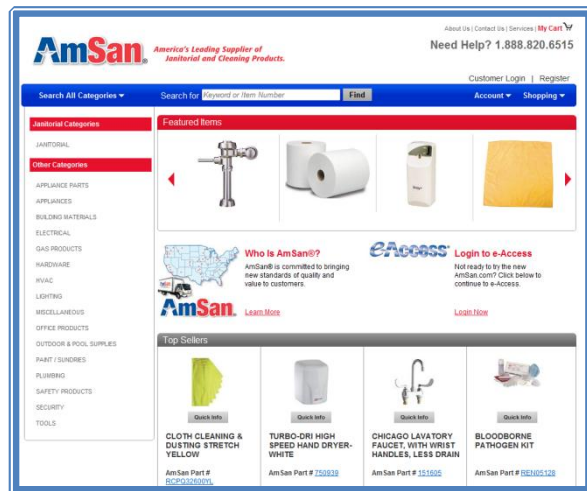 About Us | Contact Us | Services | My Cart
AmSan.
America's Leading Supplier of
Janitorial and Cleaning Products.
Need Help? 1.888.820.6515
Customer Login | Register
Search All Categories
Search for Keyword or Item Number Find
Account Shopping
Janitorial Categories
JANITORIAL
Other Categories
APPLIANCE PARTS
APPLIANCES
BUILDING MATERIALS
ELECTRICAL
GAS PRODUCTS
HARDWARE
HVAC
LIGHTING
MISCELLANEOUS
OFFICE PRODUCTS
OUTDOOR & POOL SUPPLIES
PAINT / SUNDRIES
PLUMBING
SAFETY PRODUCTS
SECURITY
TOOLS
Featured Items
AmSan.
Who is AmSan®?
AmSan® is committed to bringing
new standards of quality and
value to customers.
Learn More
e-Access
Login to e-Access
Not ready to try the new
AmSan.com? Click below to
continue to e-Access.
Login Now
Top Sellers
Quick Info
CLOTH CLEANING &
DUSTING STRETCH
YELLOW
AmSan Part #
RCPQ32600YL
Quick Info
TURBO-DRI HIGH
SPEED HAND DRYER-
WHITE
AmSan Part # 750939
Quick Info
CHICAGO LAVATORY
FAUCET, WITH WRIST
HANDLES, LESS DRAIN
AmSan Part # 151605
Quick Info
BLOODBORNE
PATHOGEN KIT
AmSan Part # REN05128